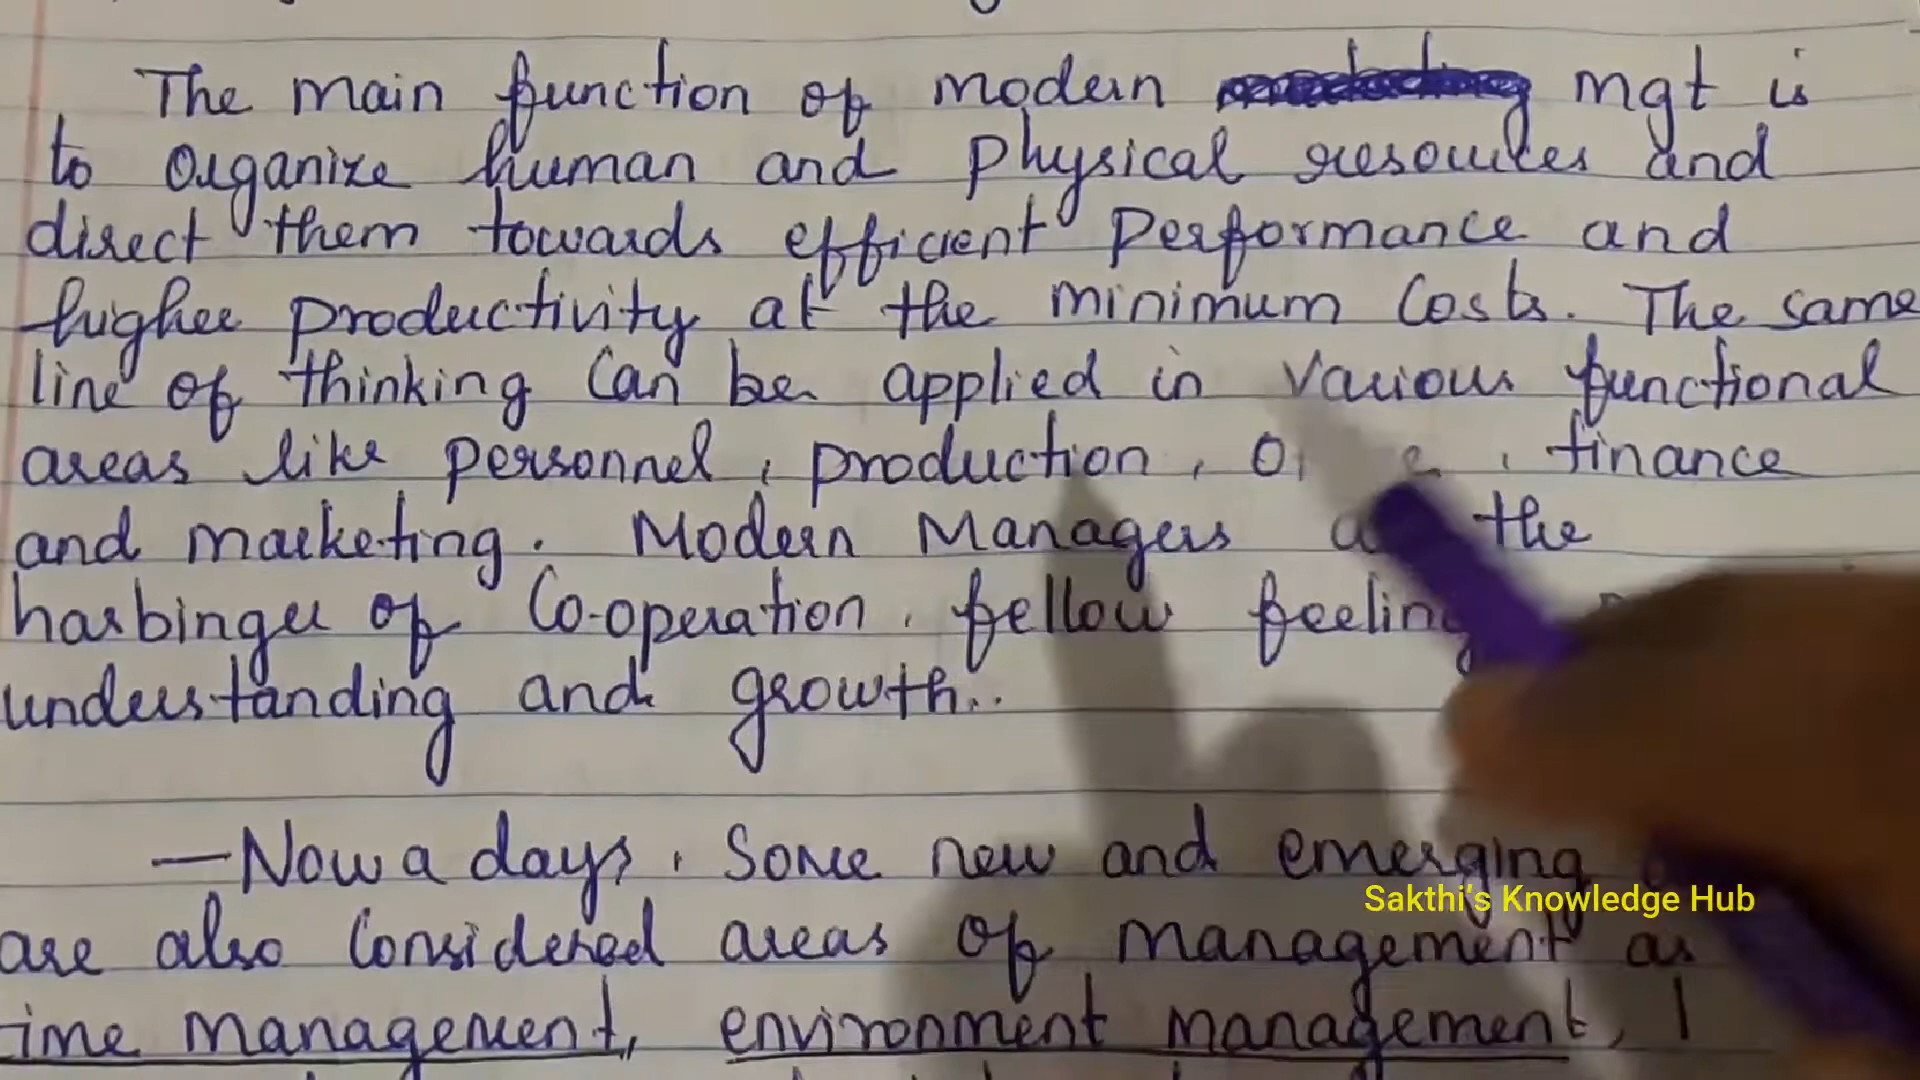 The main function of modern mgt is
to organize human and physical resources and
direct them towards efficient performance and
higher productivity at the minimum costs. The same
line of thinking can be applied in various functional
areas like personnel, production, finance
and marketing. Modern Managers the
harbinger of co-operation, fellow feeling
understanding and growth..
— Now a days, some new and emerging
Sakthi's Knowledge Hub
are also considered areas of management as
management, environment management,